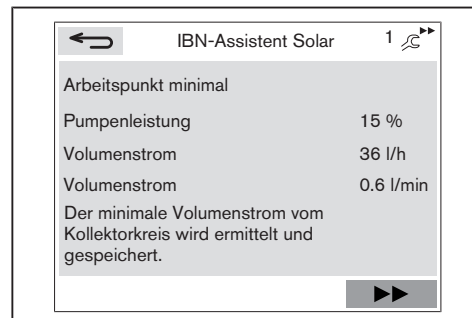 IBN-Assistent Solar 1
Arbeitspunkt minimal
Pumpenleistung 15 %
Volumenstrom 36 l/h
Volumenstrom 0.6 l/min
Der minimale Volumenstrom vom
Kollektorkreis wird ermittelt und
gespeichert.